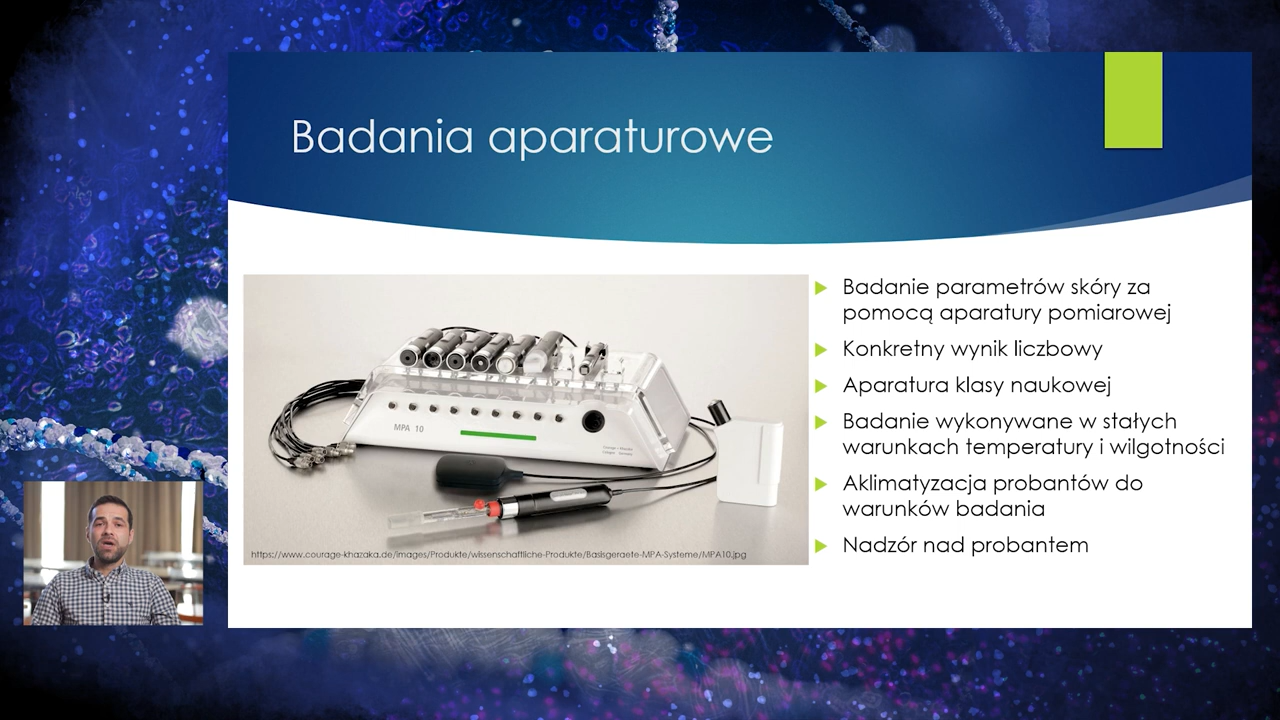 Badania aparaturowe
Badanie parametrów skóry za
pomocą aparatury pomiarowej
Konkretny wynik liczbowy
Aparatura klasy naukowej
Badanie wykonywane w stałych
warunkach temperatury i wilgotności
Aklimatyzacja probantów do
warunków badania
Nadzór nad probantem
MPA 10
https://www.courage-khazaka.de/images/Produkte/wissenschaftliche-Produkte/Basisgeraete-MPA-Systeme/MPA10.jpg